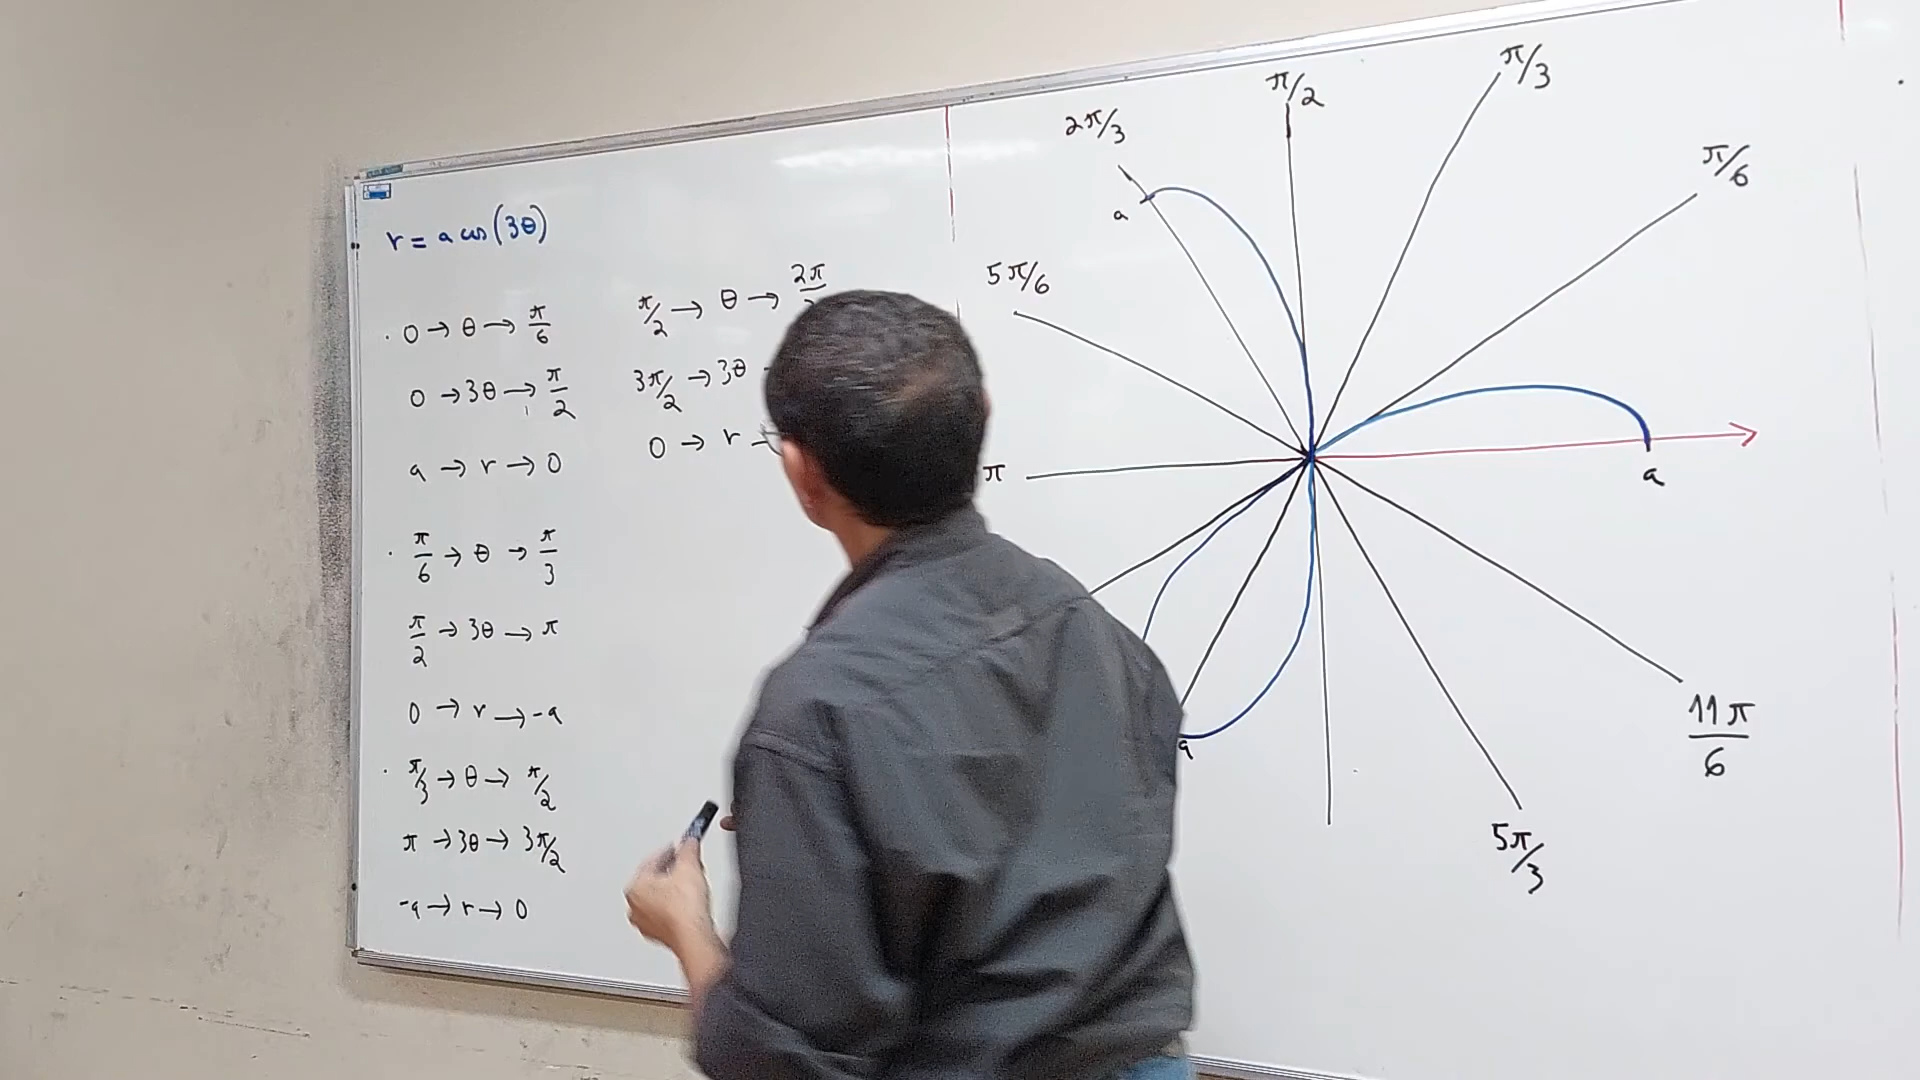 r = a cos(3θ)
0 → θ → π/6
0 → 3θ → π/2
a → r → 0
π/6 → θ → π/3
π/2 → 3θ → π
0 → r → -a
π/3 → θ → π/2
π → 3θ → 3π/2
-a → r → 0
π/2 → θ → 2π
3π/2 → 3θ
0 → r →
2π/3
π/2
π/3
π/6
a
5π/6
π
a
a
11π/6
5π/3